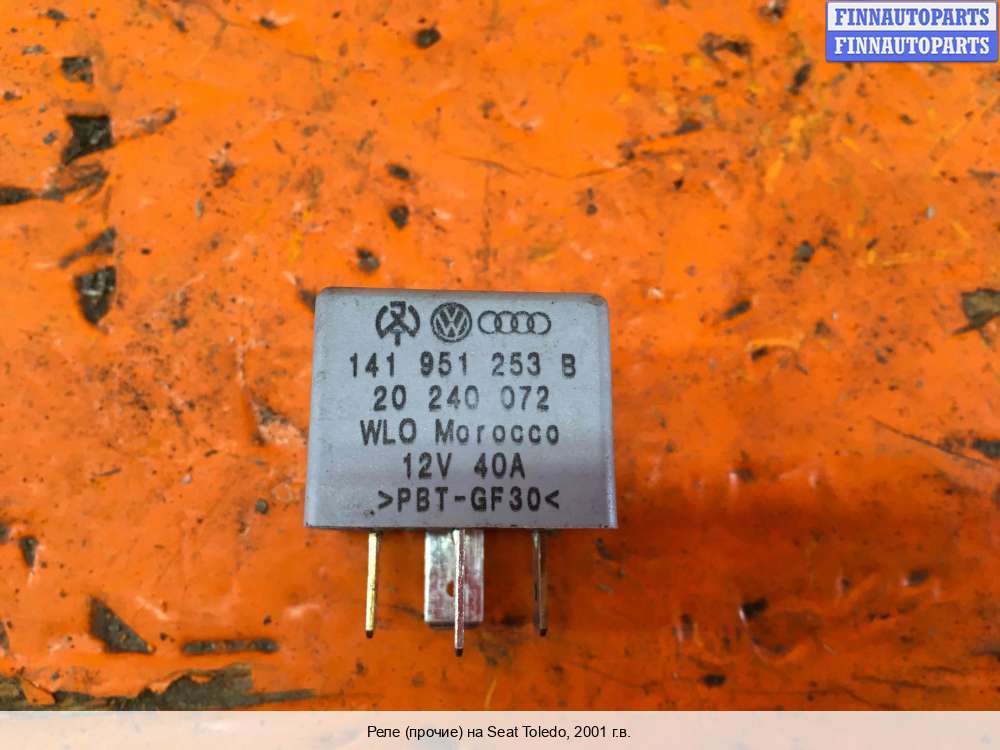 FINNAUTOPARTS
FINNAUTOPARTS
141 951 253 B
20 240 072
WLO Morocco
12V 40A
>PBT-GF30<
Реле (прочие) на Seat Toledo, 2001 г.в.